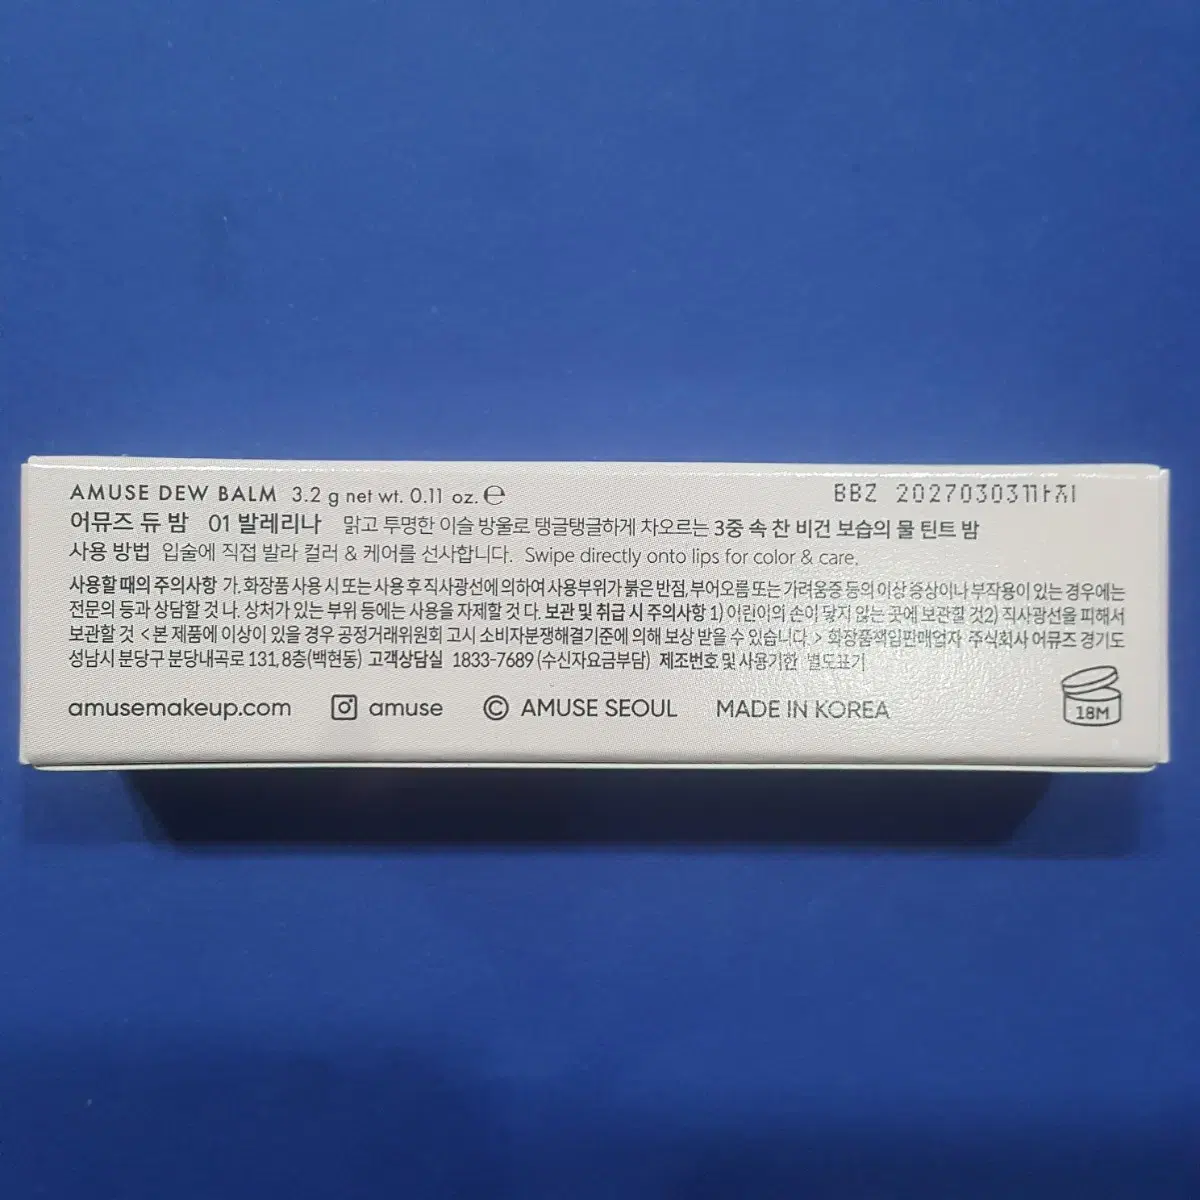 AMUSE DEW BALM 3.2 g net wt. 0.11 oz. ℮ BBZ 20270303까지
어뮤즈 듀 밤 01 발레리나 맑고 투명한 이슬 방울로 탱글탱글하게 차오르는 3중 속 찬 비건 보습의 물 틴트 밤
사용 방법 입술에 직접 발라 컬러 & 케어를 선사합니다. Swipe directly onto lips for color & care.
사용할 때의 주의사항 가. 화장품 사용 시 또는 사용 후 직사광선에 의하여 사용부위가 붉은 반점, 부어오름 또는 가려움증 등의 이상 증상이나 부작용이 있는 경우에는
전문의 등과 상담할 것 나. 상처가 있는 부위 등에는 사용을 자제할 것 다. 보관 및 취급 시 주의사항 1) 어린이의 손이 닿지 않는 곳에 보관할 것 2) 직사광선을 피해서
보관할 것 < 본 제품에 이상이 있을 경우 공정거래위원회 고시 소비자분쟁해결기준에 의해 보상 받을 수 있습니다. > 화장품책임판매업자 주식회사 어뮤즈 경기도
성남시 분당구 분당내곡로 131, 8층(백현동) 고객상담실 1833-7689 (수신자요금부담) 제조번호 및 사용기한 별도표기
amusemakeup.com amuse © AMUSE SEOUL MADE IN KOREA 18M